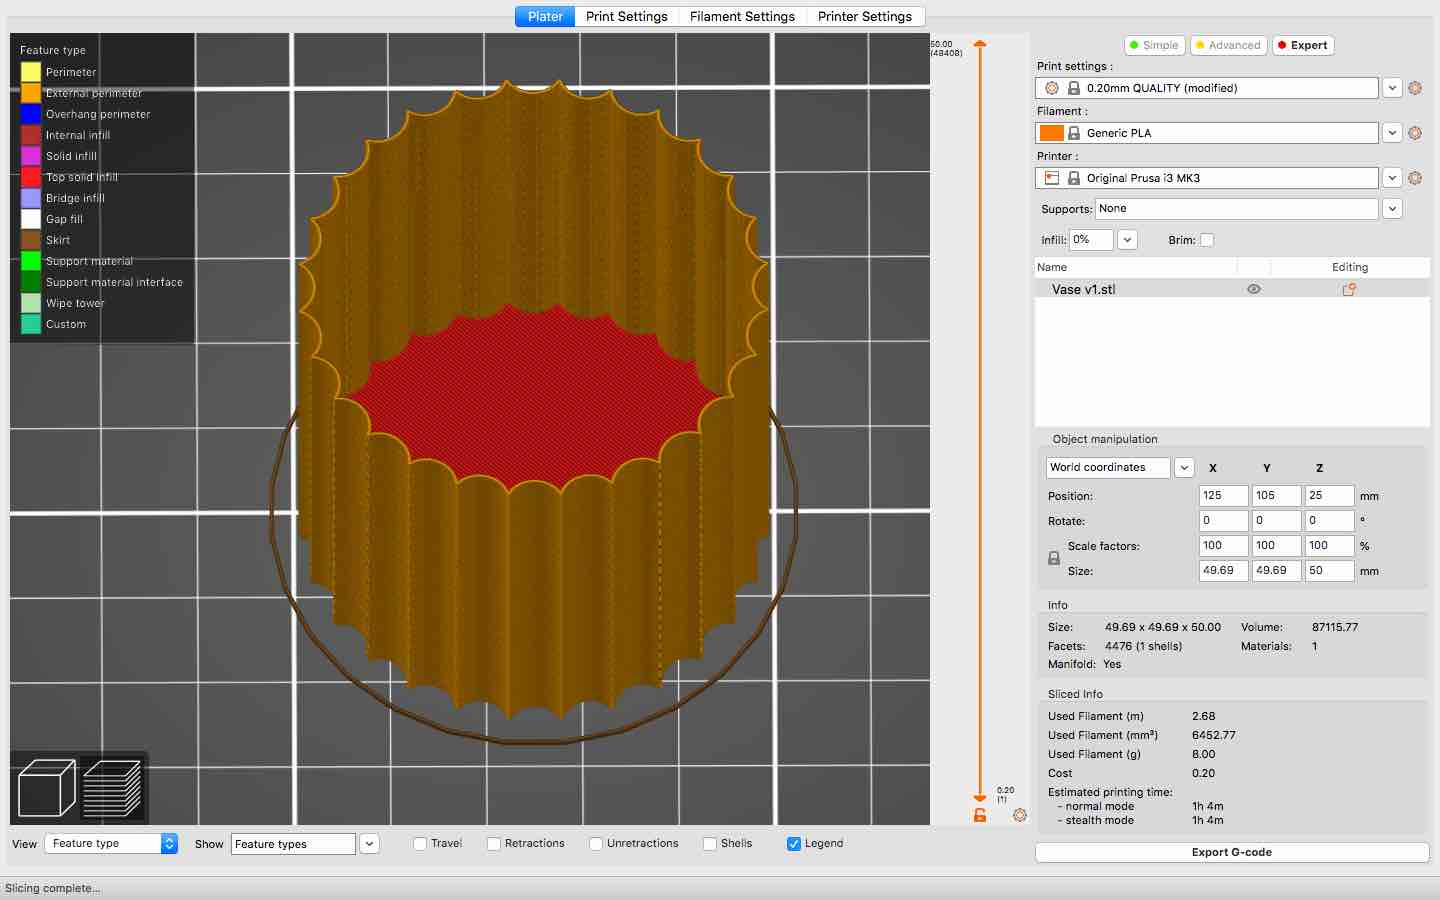 Plater Print Settings Filament Settings Printer Settings
Feature type
Perimeter
External perimeter
Overhang perimeter
Internal infill
Solid infill
Top solid infill
Bridge infill
Gap fill
Skirt
Support material
Support material interface
Wipe tower
Custom
50.00
(48408)
0.20
(1)
View Feature type Show Feature types Travel Retractions Unretractions Shells Legend
Slicing complete...
Simple Advanced Expert
Print settings :
0.20mm QUALITY (modified)
Filament :
Generic PLA
Printer :
Original Prusa i3 MK3
Supports: None
Infill: 0% Brim:
Name Editing
Vase v1.stl
Object manipulation
World coordinates X Y Z
Position: 125 105 25 mm
Rotate: 0 0 0 °
Scale factors: 100 100 100 %
Size: 49.69 49.69 50 mm
Info
Size: 49.69 x 49.69 x 50.00 Volume: 87115.77
Facets: 4476 (1 shells) Materials: 1
Manifold: Yes
Sliced Info
Used Filament (m) 2.68
Used Filament (mm³) 6452.77
Used Filament (g) 8.00
Cost 0.20
Estimated printing time:
- normal mode 1h 4m
- stealth mode 1h 4m
Export G-code